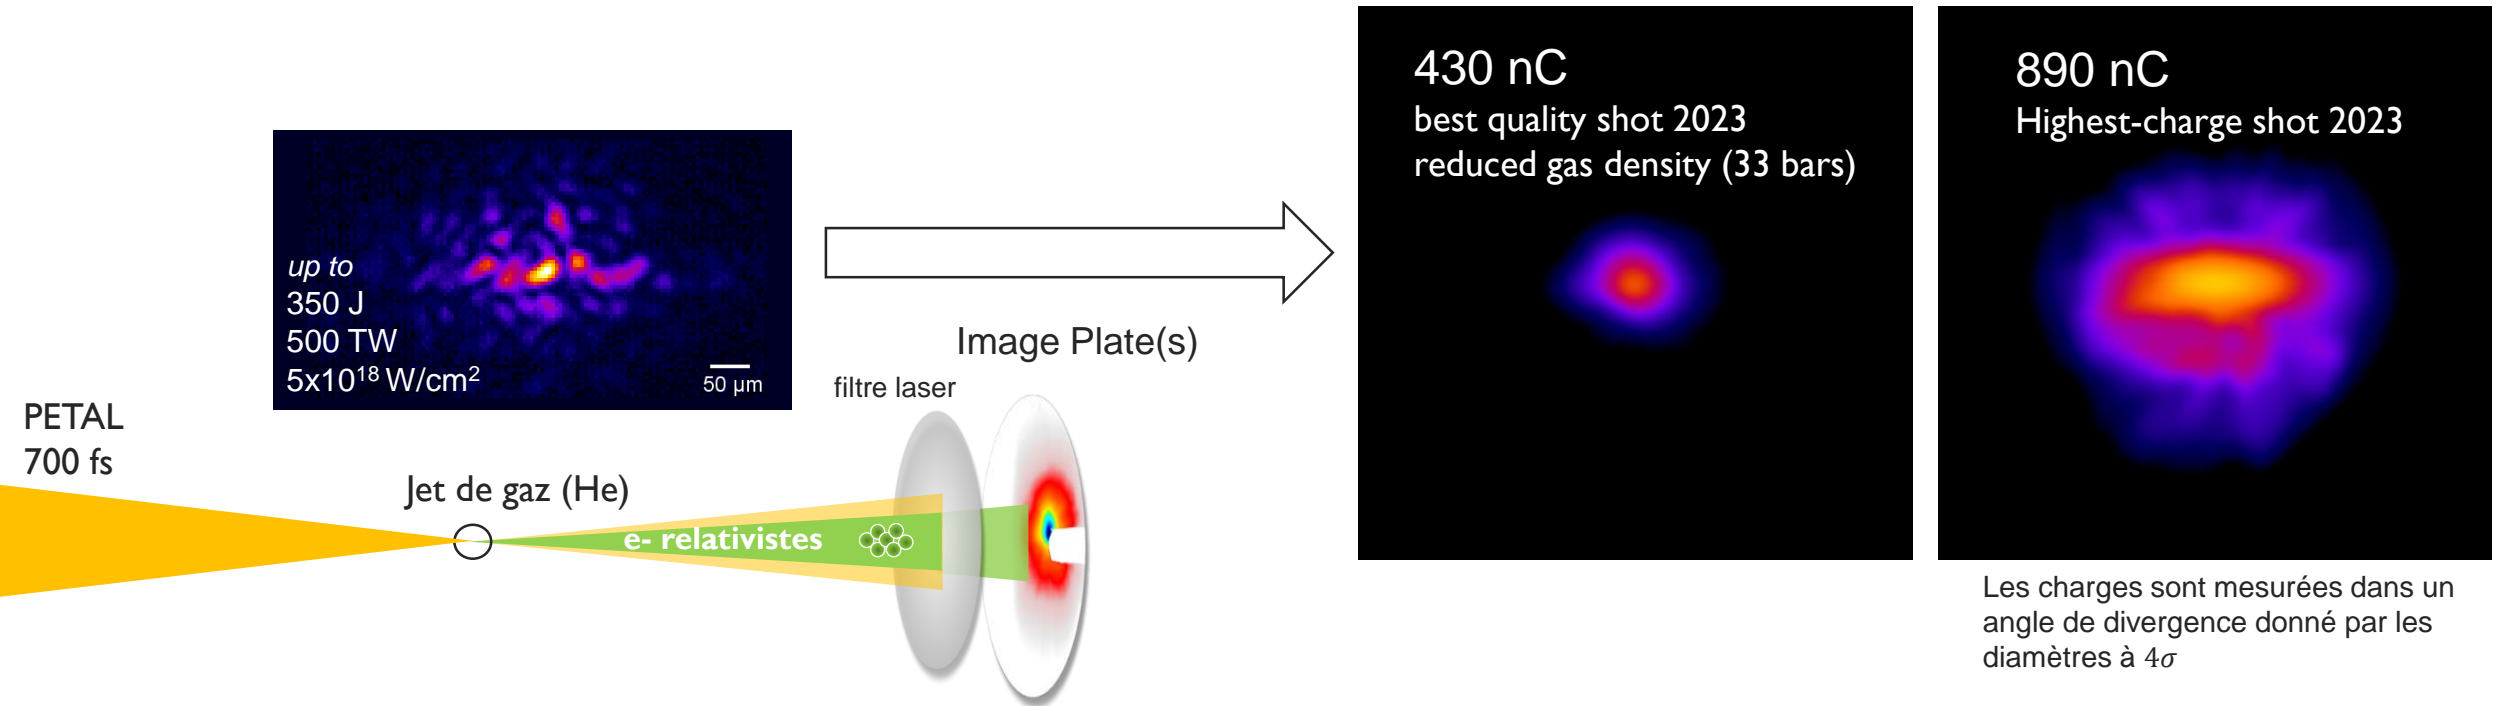 PETAL
700 fs
up to
350 J
500 TW
5x10¹⁸ W/cm²
50 µm
Jet de gaz (He)
e- relativistes
filtre laser
Image Plate(s)
430 nC
best quality shot 2023
reduced gas density (33 bars)
890 nC
Highest-charge shot 2023
Les charges sont mesurées dans un
angle de divergence donné par les
diamètres à 4σ